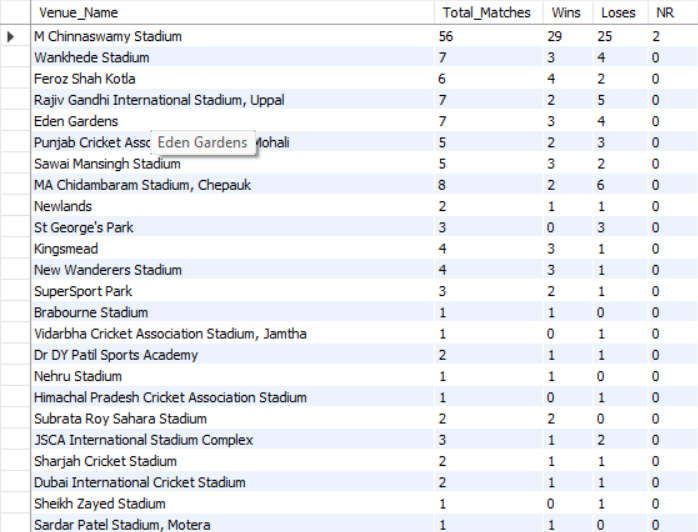 Venue_Name Total_Matches Wins Loses NR
M Chinnaswamy Stadium 56 29 25 2
Wankhede Stadium 7 3 4 0
Feroz Shah Kotla 6 4 2 0
Rajiv Gandhi International Stadium, Uppal 7 2 5 0
Eden Gardens 7 3 4 0
Punjab Cricket Asso Eden Gardens Mohali 5 2 3 0
Sawai Mansingh Stadium 5 3 2 0
MA Chidambaram Stadium, Chepauk 8 2 6 0
Newlands 2 1 1 0
St George's Park 3 0 3 0
Kingsmead 4 3 1 0
New Wanderers Stadium 4 3 1 0
SuperSport Park 3 2 1 0
Brabourne Stadium 1 1 0 0
Vidarbha Cricket Association Stadium, Jamtha 1 0 1 0
Dr DY Patil Sports Academy 2 1 1 0
Nehru Stadium 1 1 0 0
Himachal Pradesh Cricket Association Stadium 1 0 1 0
Subrata Roy Sahara Stadium 2 2 0 0
JSCA International Stadium Complex 3 1 2 0
Sharjah Cricket Stadium 2 1 1 0
Dubai International Cricket Stadium 2 1 1 0
Sheikh Zayed Stadium 1 0 1 0
Sardar Patel Stadium, Motera 1 1 0 0